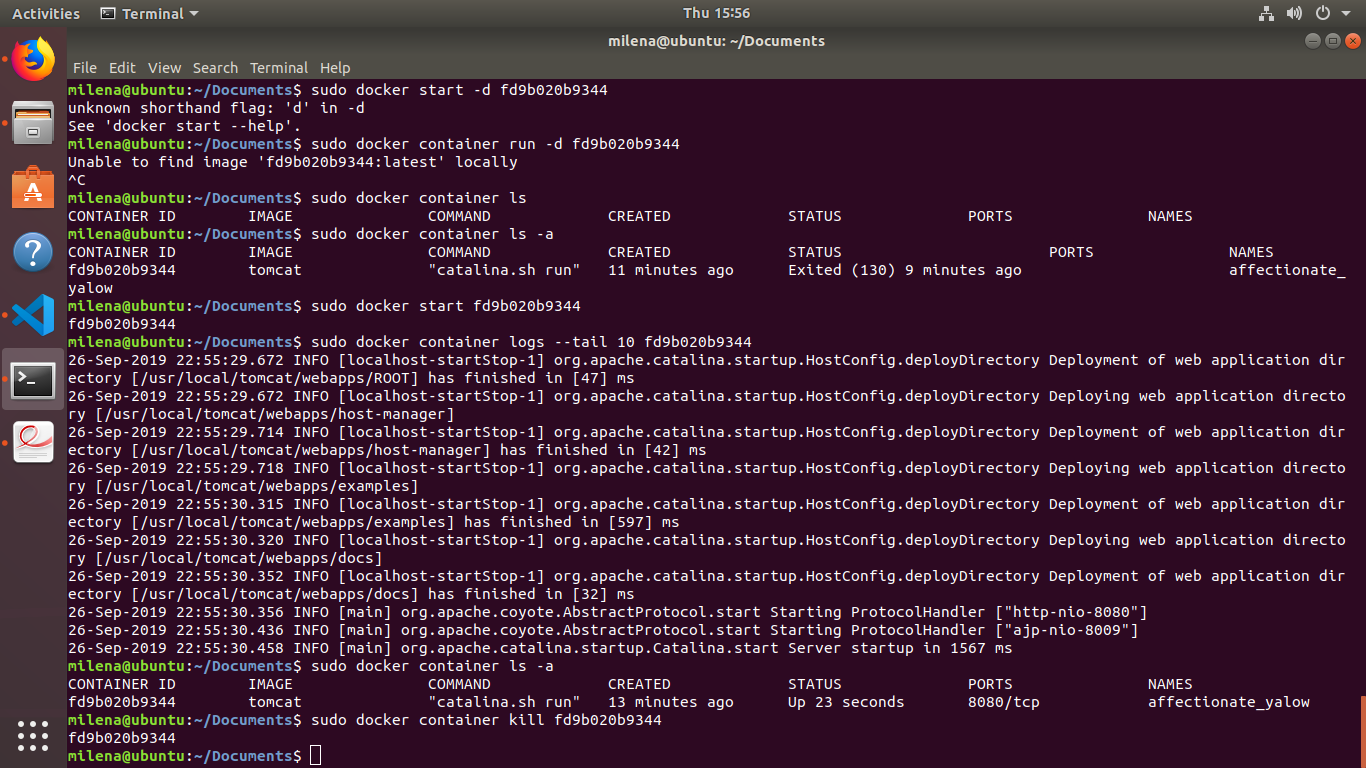 Activities Terminal Thu 15:56
milena@ubuntu: ~/Documents
File Edit View Search Terminal Help
milena@ubuntu:~/Documents$ sudo docker start -d fd9b020b9344
unknown shorthand flag: 'd' in -d
See 'docker start --help'.
milena@ubuntu:~/Documents$ sudo docker container run -d fd9b020b9344
Unable to find image 'fd9b020b9344:latest' locally
^C
milena@ubuntu:~/Documents$ sudo docker container ls
CONTAINER ID IMAGE COMMAND CREATED STATUS PORTS NAMES
milena@ubuntu:~/Documents$ sudo docker container ls -a
CONTAINER ID IMAGE COMMAND CREATED STATUS PORTS NAMES
fd9b020b9344 tomcat "catalina.sh run" 11 minutes ago Exited (130) 9 minutes ago affectionate_
yalow
milena@ubuntu:~/Documents$ sudo docker start fd9b020b9344
fd9b020b9344
milena@ubuntu:~/Documents$ sudo docker container logs --tail 10 fd9b020b9344
26-Sep-2019 22:55:29.672 INFO [localhost-startStop-1] org.apache.catalina.startup.HostConfig.deployDirectory Deployment of web application dir
ectory [/usr/local/tomcat/webapps/ROOT] has finished in [47] ms
26-Sep-2019 22:55:29.672 INFO [localhost-startStop-1] org.apache.catalina.startup.HostConfig.deployDirectory Deploying web application directo
ry [/usr/local/tomcat/webapps/host-manager]
26-Sep-2019 22:55:29.714 INFO [localhost-startStop-1] org.apache.catalina.startup.HostConfig.deployDirectory Deployment of web application dir
ectory [/usr/local/tomcat/webapps/host-manager] has finished in [42] ms
26-Sep-2019 22:55:29.718 INFO [localhost-startStop-1] org.apache.catalina.startup.HostConfig.deployDirectory Deploying web application directo
ry [/usr/local/tomcat/webapps/examples]
26-Sep-2019 22:55:30.315 INFO [localhost-startStop-1] org.apache.catalina.startup.HostConfig.deployDirectory Deployment of web application dir
ectory [/usr/local/tomcat/webapps/examples] has finished in [597] ms
26-Sep-2019 22:55:30.320 INFO [localhost-startStop-1] org.apache.catalina.startup.HostConfig.deployDirectory Deploying web application directo
ry [/usr/local/tomcat/webapps/docs]
26-Sep-2019 22:55:30.352 INFO [localhost-startStop-1] org.apache.catalina.startup.HostConfig.deployDirectory Deployment of web application dir
ectory [/usr/local/tomcat/webapps/docs] has finished in [32] ms
26-Sep-2019 22:55:30.356 INFO [main] org.apache.coyote.AbstractProtocol.start Starting ProtocolHandler ["http-nio-8080"]
26-Sep-2019 22:55:30.436 INFO [main] org.apache.coyote.AbstractProtocol.start Starting ProtocolHandler ["ajp-nio-8009"]
26-Sep-2019 22:55:30.458 INFO [main] org.apache.catalina.startup.Catalina.start Server startup in 1567 ms
milena@ubuntu:~/Documents$ sudo docker container ls -a
CONTAINER ID IMAGE COMMAND CREATED STATUS PORTS NAMES
fd9b020b9344 tomcat "catalina.sh run" 13 minutes ago Up 23 seconds 8080/tcp affectionate_yalow
milena@ubuntu:~/Documents$ sudo docker container kill fd9b020b9344
fd9b020b9344
milena@ubuntu:~/Documents$